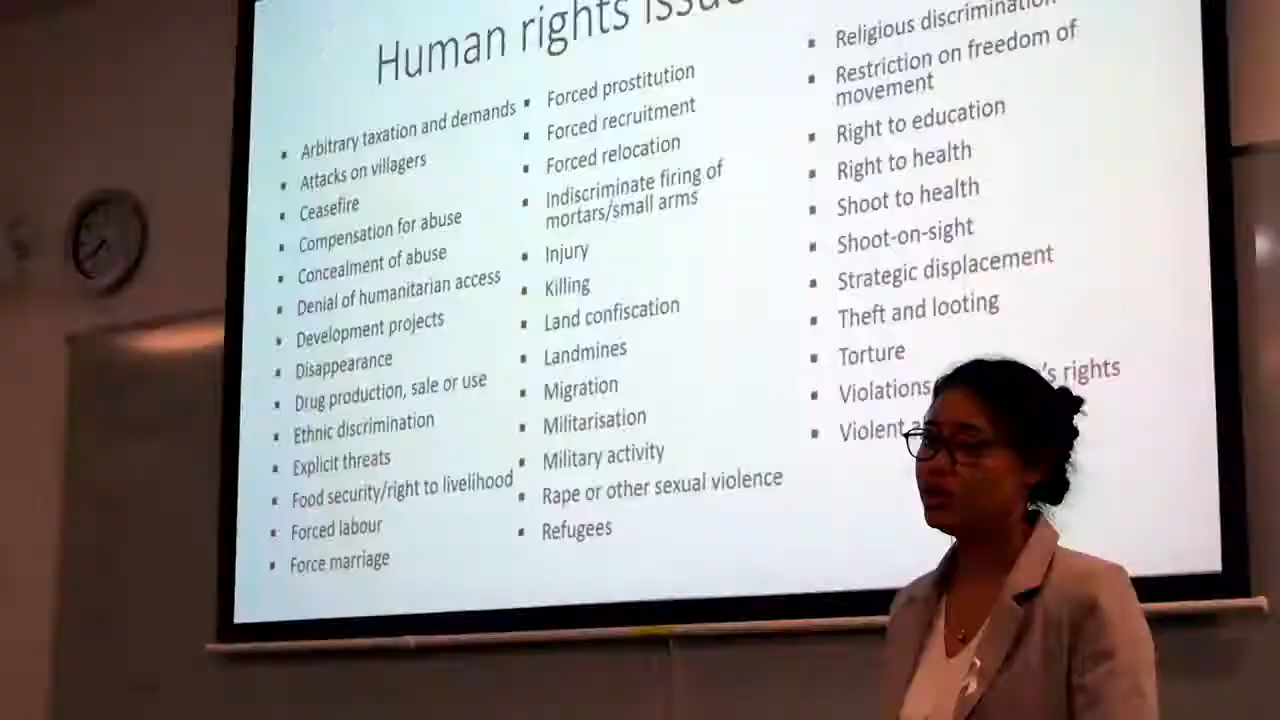 Human rights
Arbitrary taxation and demands
Attacks on villagers
Ceasefire
Compensation for abuse
Concealment of abuse
Denial of humanitarian access
Development projects
Disappearance
Drug production, sale or use
Ethnic discrimination
Explicit threats
Food security/right to livelihood
Forced labour
Force marriage
Forced prostitution
Forced recruitment
Forced relocation
Indiscriminate firing of
mortars/small arms
Injury
Killing
Land confiscation
Landmines
Migration
Militarisation
Military activity
Rape or other sexual violence
Refugees
Religious discrimination
Restriction on freedom of
movement
Right to education
Right to health
Shoot to health
Shoot-on-sight
Strategic displacement
Theft and looting
Torture
Violations rights
Violent